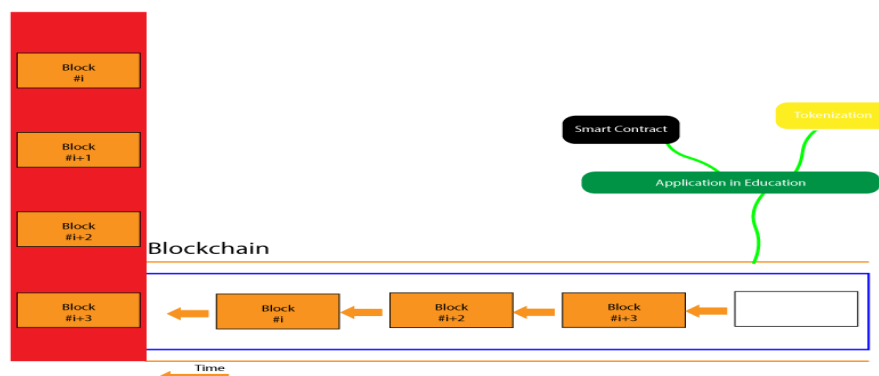 Block
#i
Block
#i+1
Block
#i+2
Block
#i+3
Smart Contract
Tokenization
Application in Education
Blockchain
Block
#i
Block
#i+2
Block
#i+3
Time